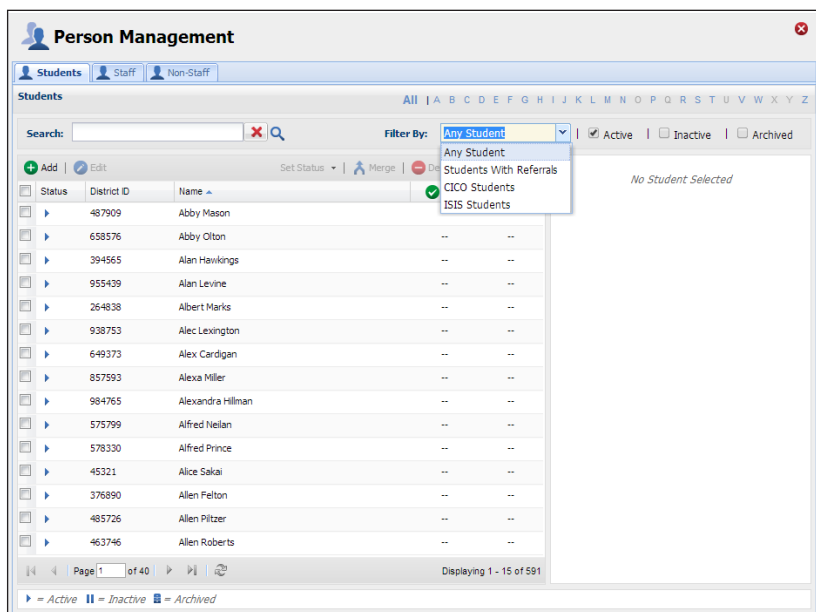 Person Management
Students Staff Non-Staff
Students All | A B C D E F G H I J K L M N O P Q R S T U V W X Y Z
Search: Filter By: Any Student | Active | Inactive | Archived
Any Student
Students With Referrals
CICO Students
ISIS Students
Add | Edit Set Status | Merge | De
No Student Selected
Status District ID Name
487909 Abby Mason
658576 Abby Olton -- --
394565 Alan Hawkings -- --
955439 Alan Levine -- --
264838 Albert Marks -- --
938753 Alec Lexington -- --
649373 Alex Cardigan -- --
857593 Alexa Miller -- --
984765 Alexandra Hillman -- --
575799 Alfred Neilan -- --
578330 Alfred Prince -- --
45321 Alice Sakai -- --
376890 Allen Felton -- --
485726 Allen Piltzer -- --
463746 Allen Roberts -- --
Page 1 of 40 Displaying 1 - 15 of 591
= Active = Inactive = Archived